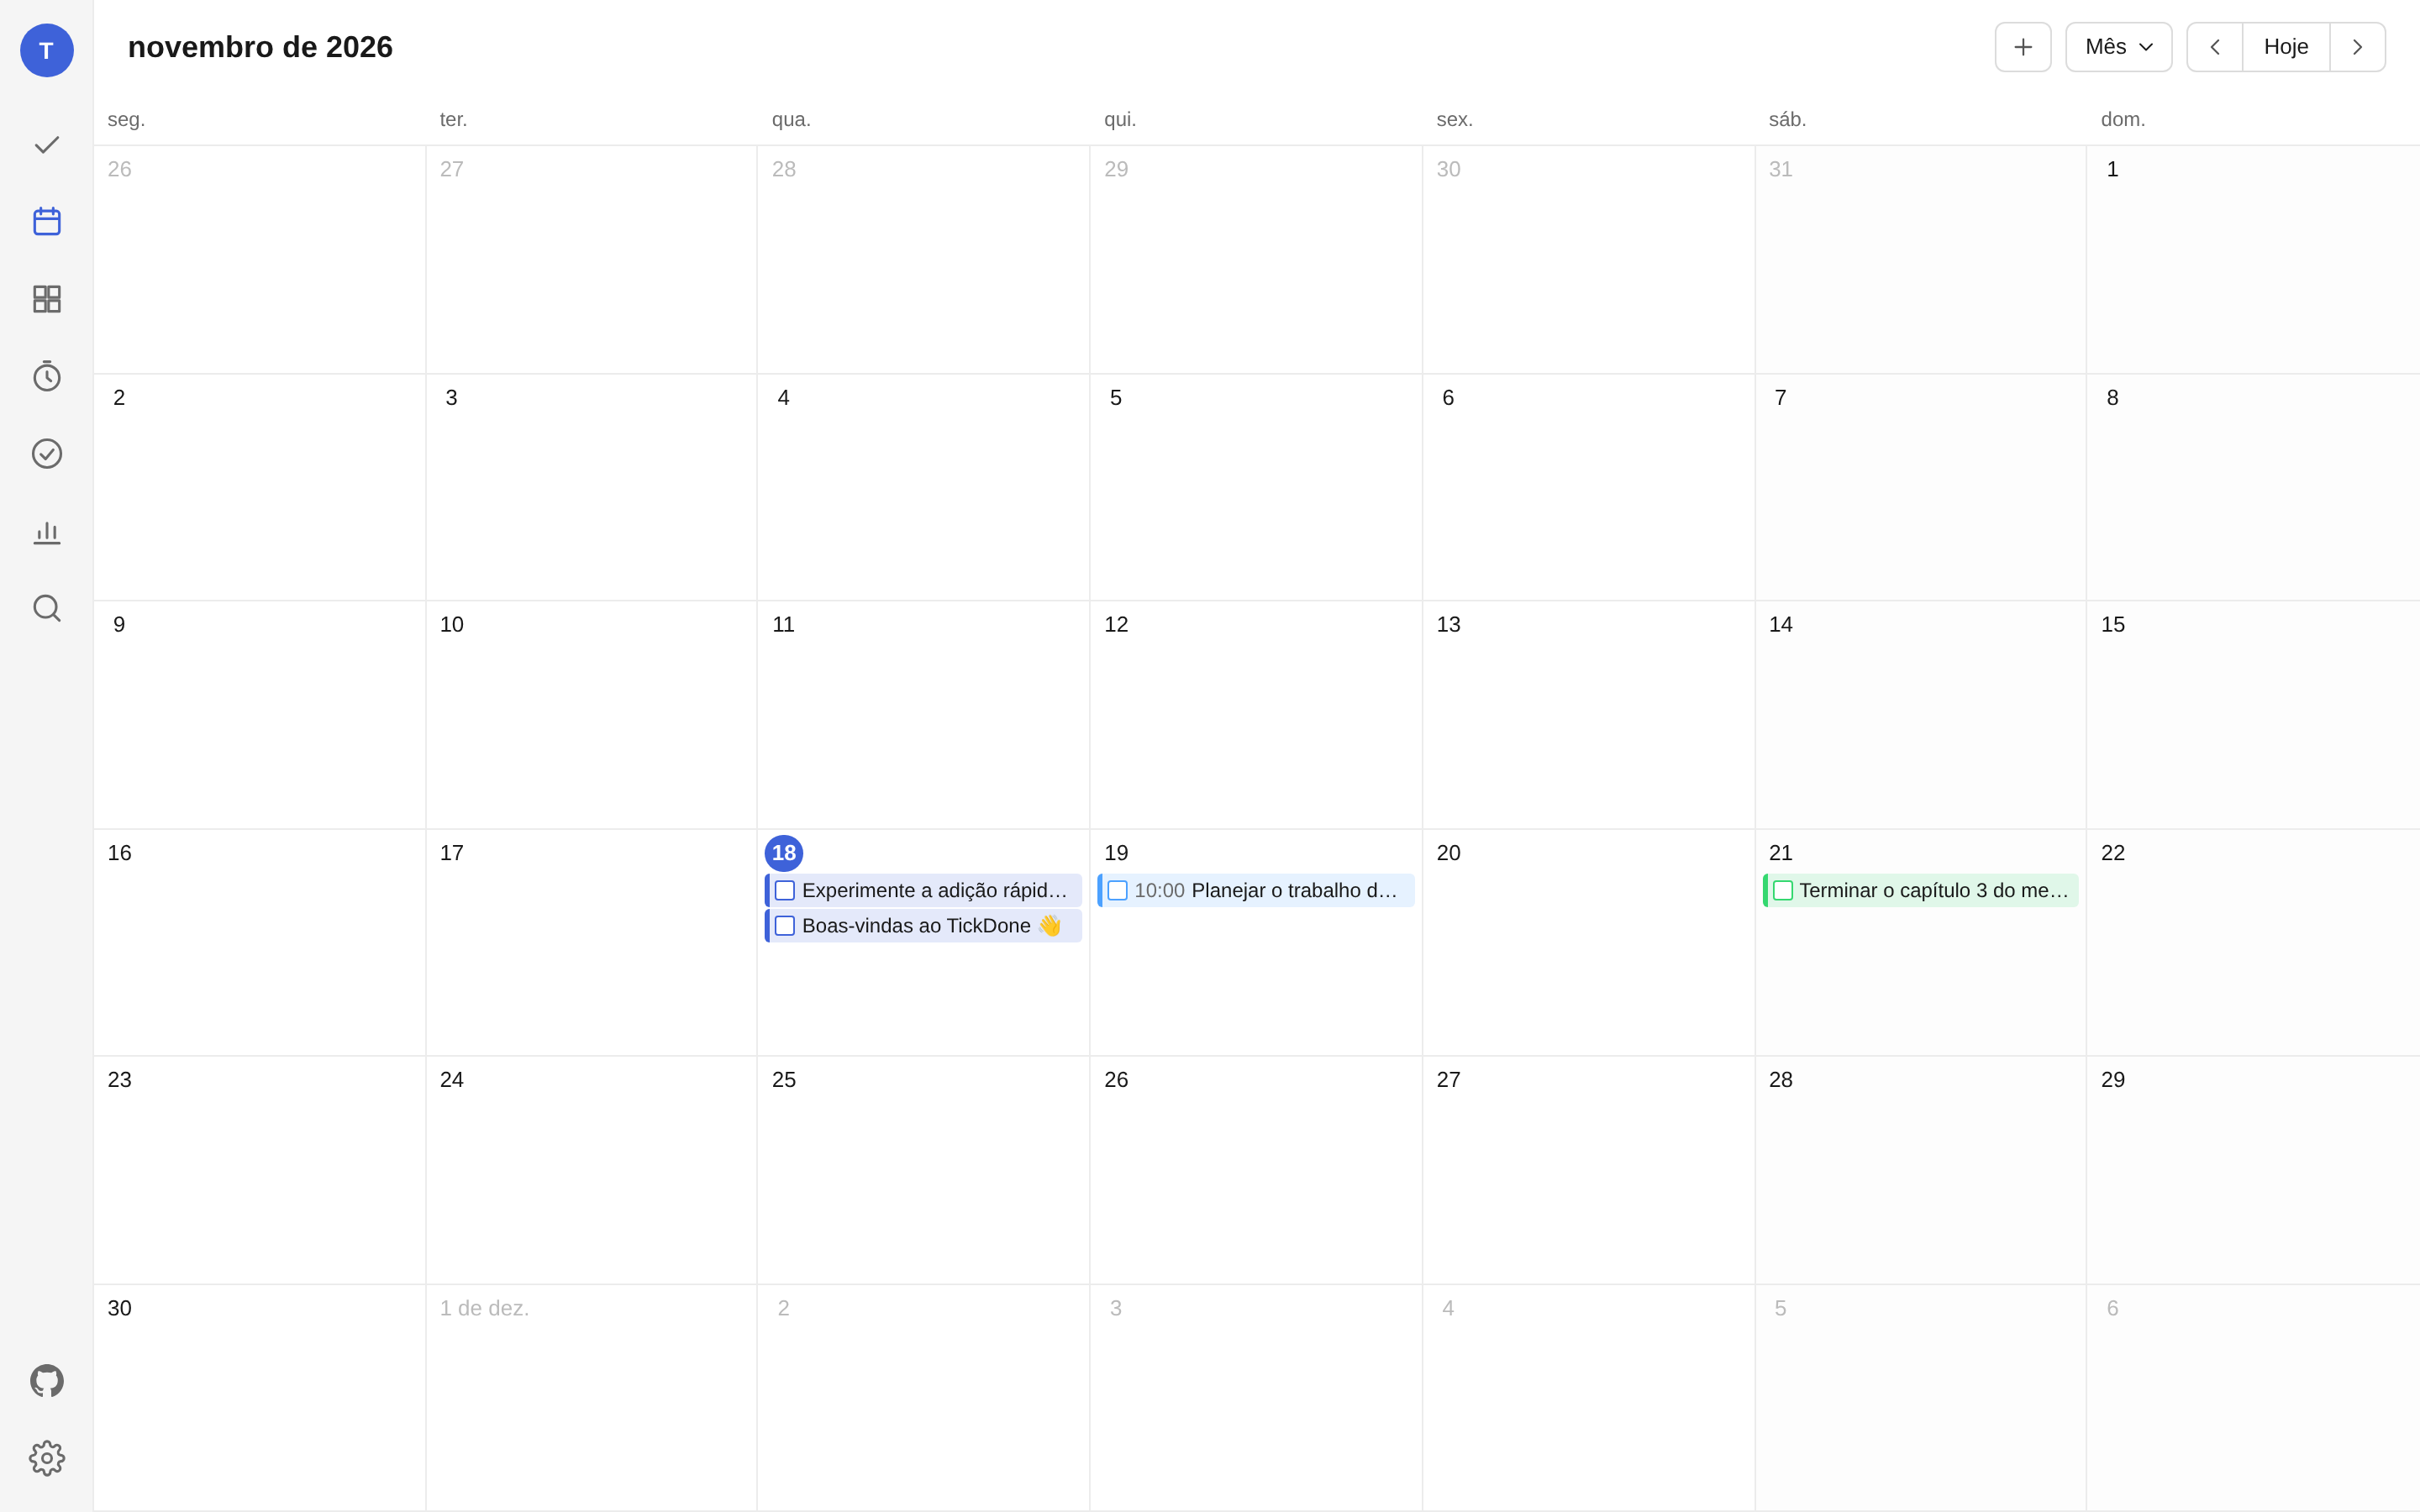 T
novembro de 2026
Mês
Hoje
seg. ter. qua. qui. sex. sáb. dom.
26 27 28 29 30 31 1
2 3 4 5 6 7 8
9 10 11 12 13 14 15
16 17 18 19 20 21 22
Experimente a adição rápid…
10:00 Planejar o trabalho d…
Terminar o capítulo 3 do me…
Boas-vindas ao TickDone 👋
23 24 25 26 27 28 29
30 1 de dez. 2 3 4 5 6